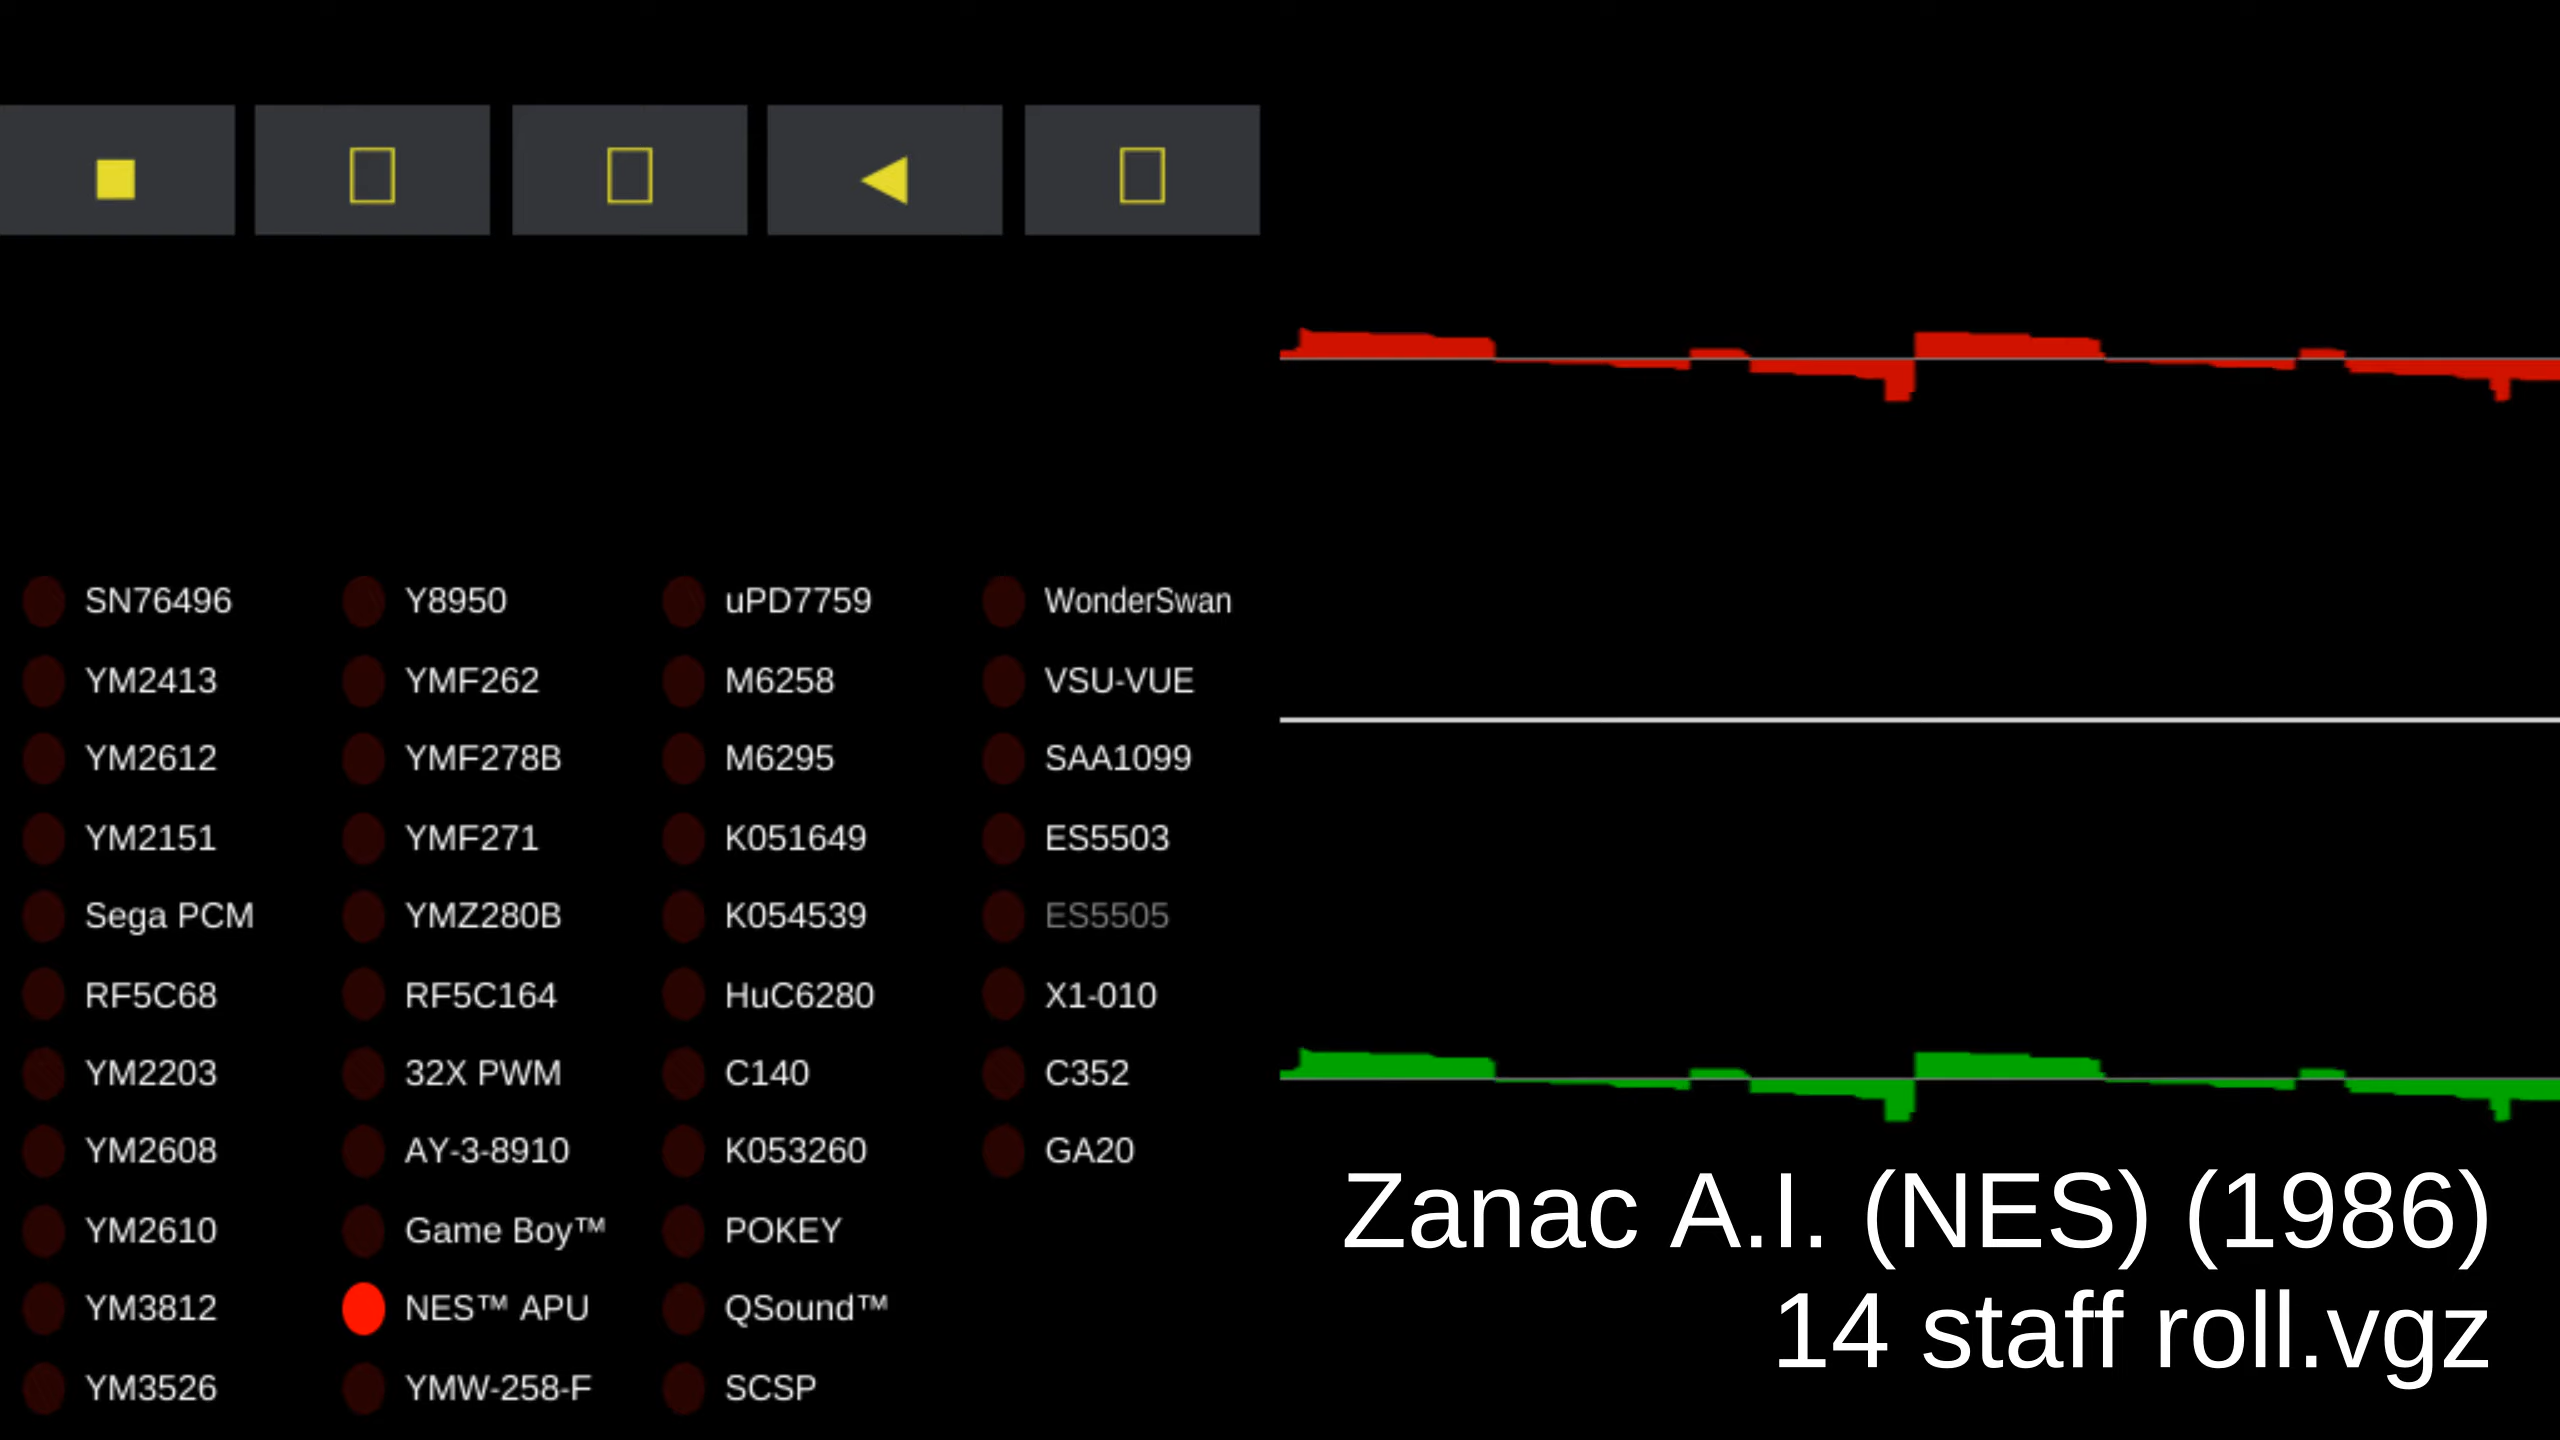 SN76496 Y8950 uPD7759 WonderSwan
YM2413 YMF262 M6258 VSU-VUE
YM2612 YMF278B M6295 SAA1099
YM2151 YMF271 K051649 ES5503
Sega PCM YMZ280B K054539 ES5505
RF5C68 RF5C164 HuC6280 X1-010
YM2203 32X PWM C140 C352
YM2608 AY-3-8910 K053260 GA20
YM2610 Game Boy™ POKEY
YM3812 NES™ APU QSound™
YM3526 YMW-258-F SCSP
Zanac A.I. (NES) (1986)
14 staff roll.vgz